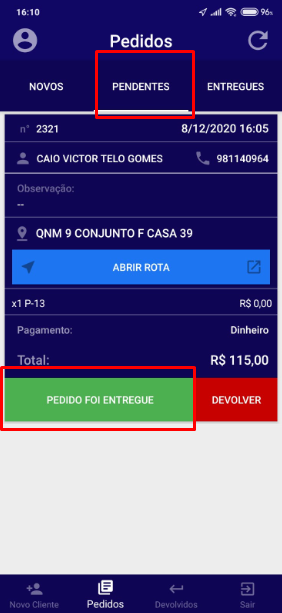 16:10 96%
Pedidos
NOVOS PENDENTES ENTREGUES
n° 2321 8/12/2020 16:05
CAIO VICTOR TELO GOMES 981140964
Observação:
--
QNM 9 CONJUNTO F CASA 39
ABRIR ROTA
x1 P-13 R$ 0,00
Pagamento: Dinheiro
Total: R$ 115,00
PEDIDO FOI ENTREGUE DEVOLVER
Novo Cliente Pedidos Devolvidos Sair